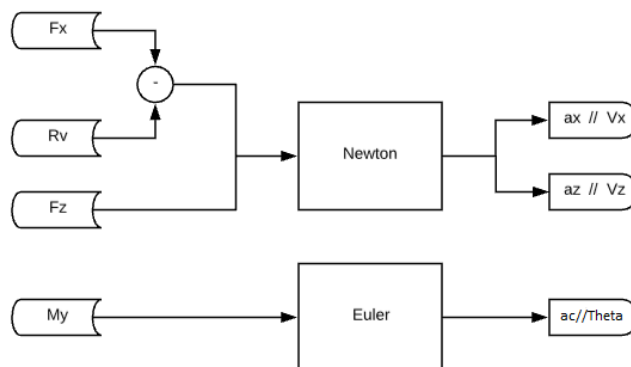 Fx
-
Rv
Newton
ax // Vx
az // Vz
Fz
My
Euler
ac//Theta